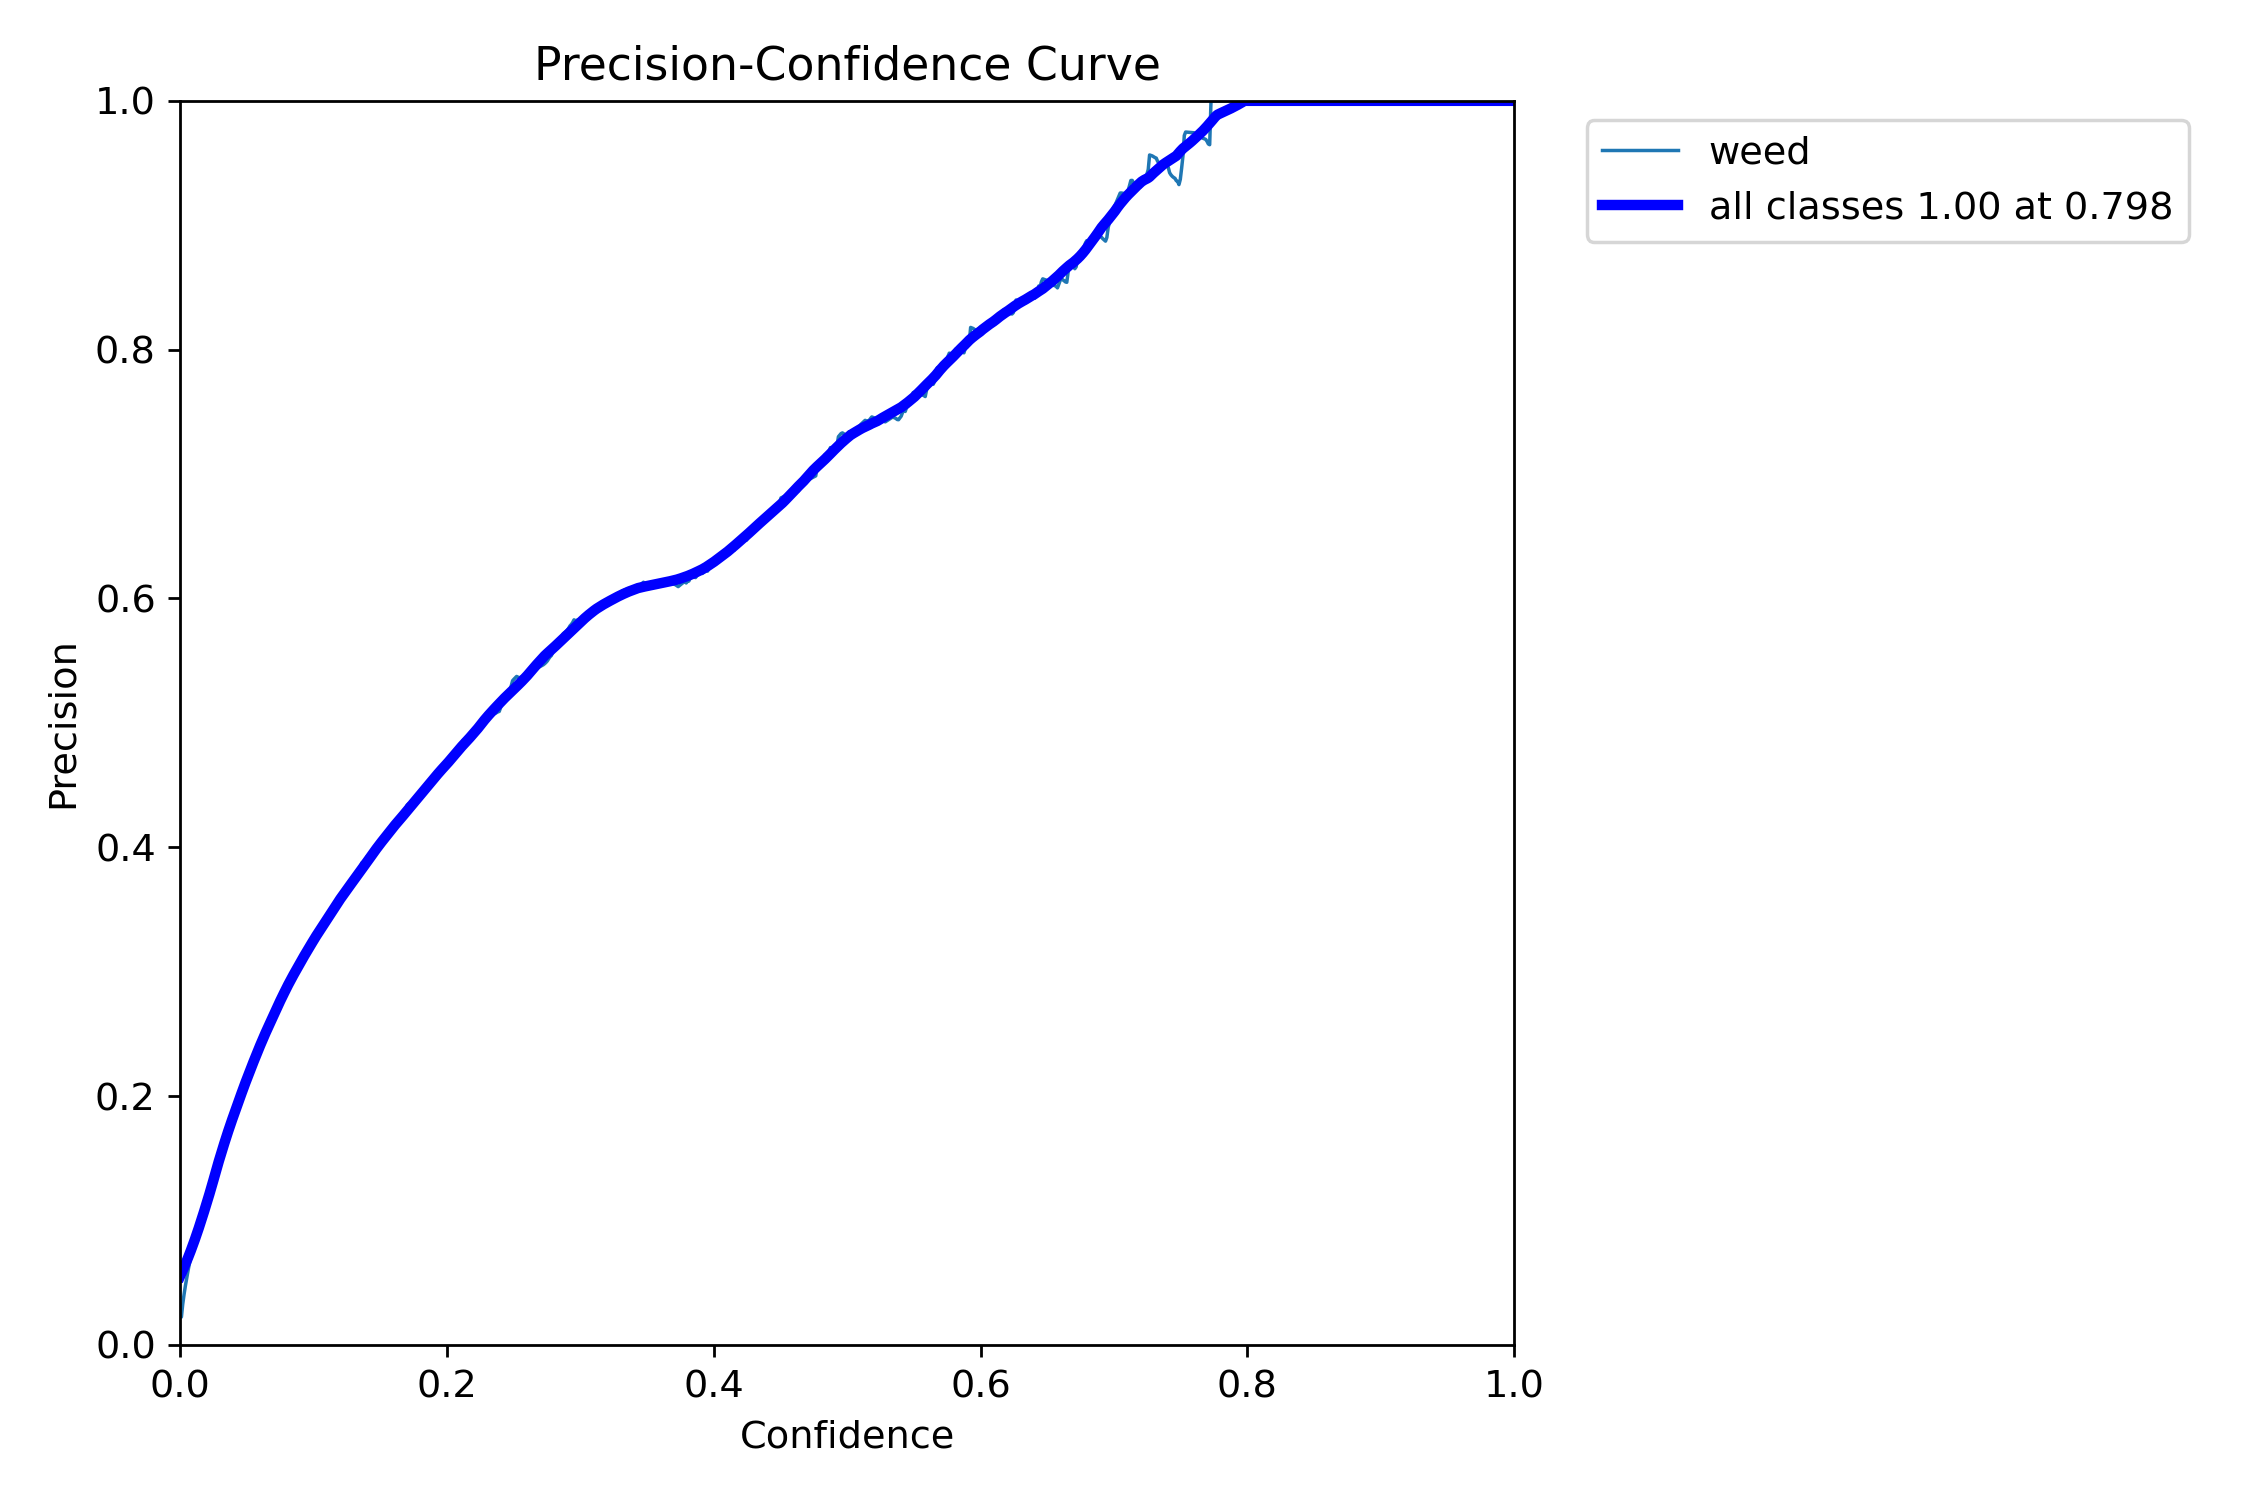 Precision-Confidence Curve
weed
all classes 1.00 at 0.798
Precision
1.0
0.8
0.6
0.4
0.2
0.0
0.0 0.2 0.4 0.6 0.8 1.0
Confidence